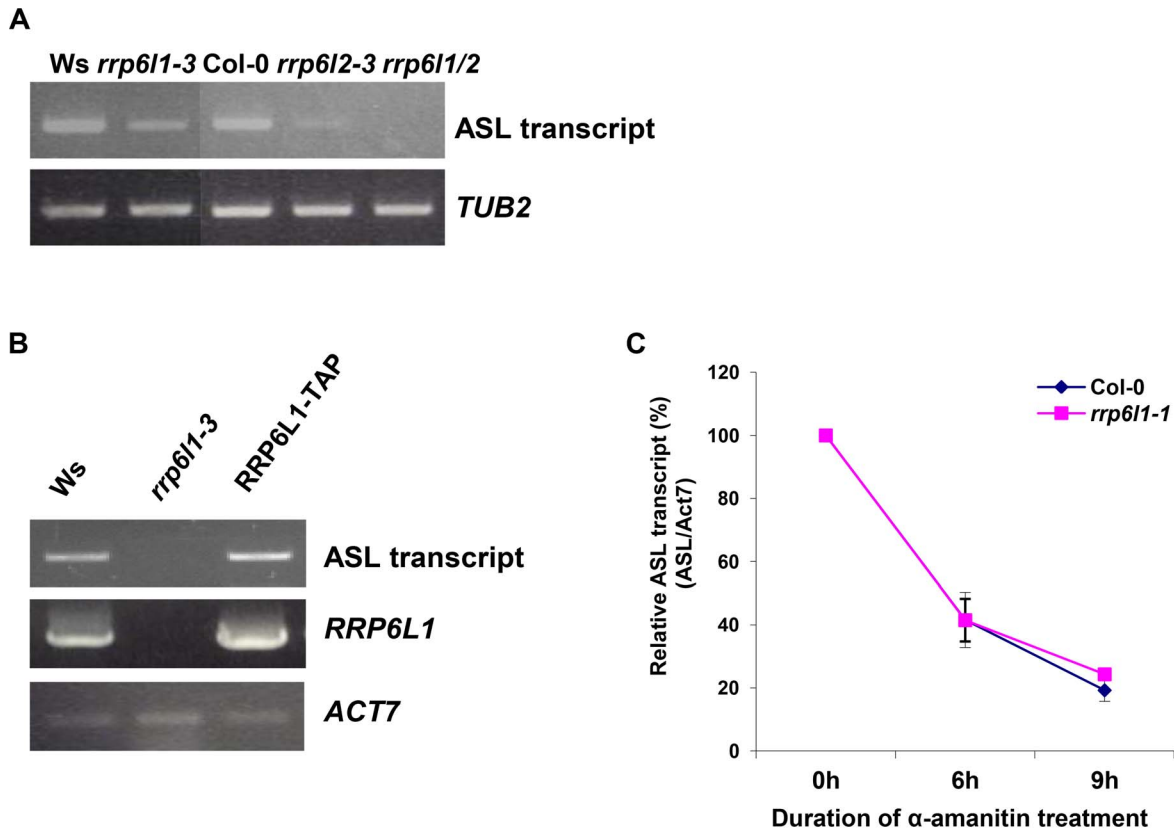 A
Ws rrp6l1-3 Col-0 rrp6l2-3 rrp6l1/2
ASL transcript
TUB2
B
Ws
rrp6l1-3
RRP6L1-TAP
ASL transcript
RRP6L1
ACT7
C
Relative ASL transcript (%)
(ASL/Act7)
120
100
80
60
40
20
0
0h
6h
9h
Duration of α-amanitin treatment
Col-0
rrp6l1-1